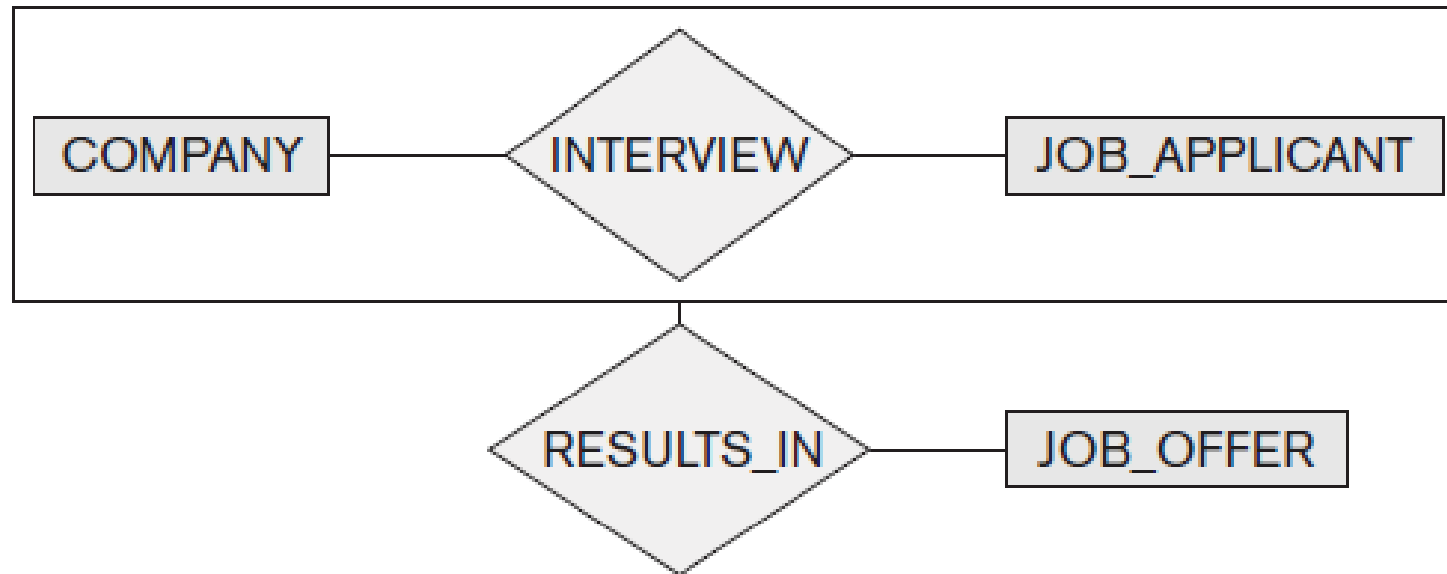 COMPANY
INTERVIEW
JOB_APPLICANT
RESULTS_IN
JOB_OFFER